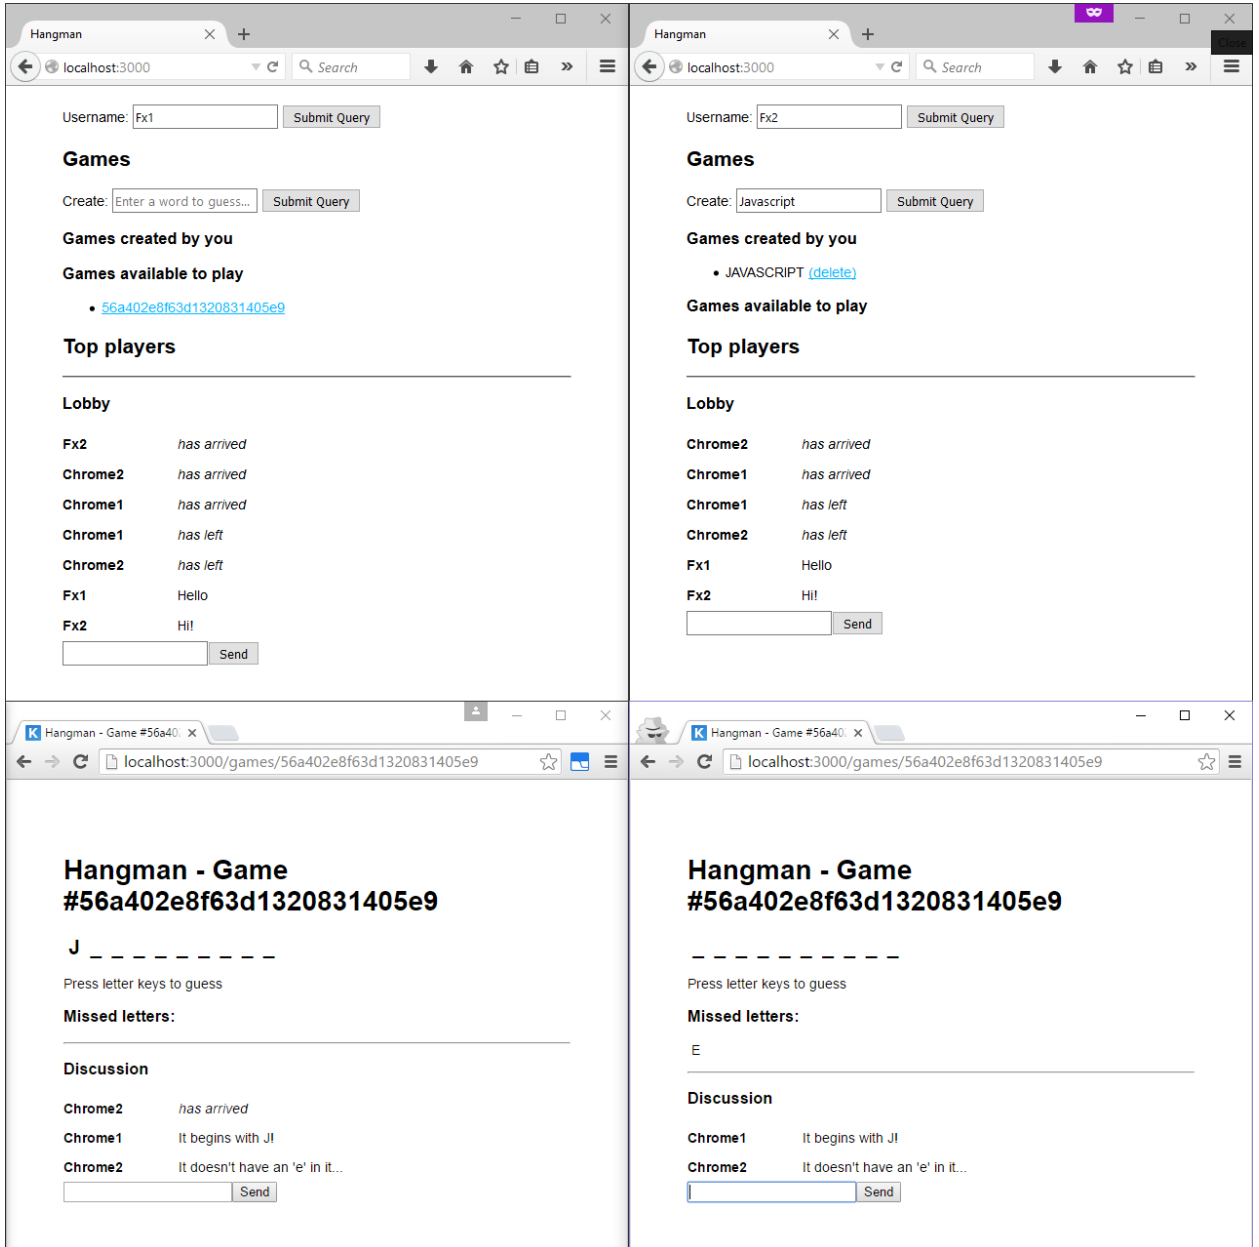 Hangman
localhost:3000
Search
Username: Fx1 Submit Query
Games
Create: Enter a word to guess... Submit Query
Games created by you
Games available to play
56a402e8f63d1320831405e9
Top players
Lobby
Fx2 has arrived
Chrome2 has arrived
Chrome1 has arrived
Chrome1 has left
Chrome2 has left
Fx1 Hello
Fx2 Hi!
Send
Hangman
Close
localhost:3000
Search
Username: Fx2 Submit Query
Games
Create: Javascript Submit Query
Games created by you
JAVASCRIPT (delete)
Games available to play
Top players
Lobby
Chrome2 has arrived
Chrome1 has arrived
Chrome1 has left
Chrome2 has left
Fx1 Hello
Fx2 Hi!
Send
K Hangman - Game #56a40
localhost:3000/games/56a402e8f63d1320831405e9
Hangman - Game
#56a402e8f63d1320831405e9
J _ _ _ _ _ _ _ _ _
Press letter keys to guess
Missed letters:
Discussion
Chrome2 has arrived
Chrome1 It begins with J!
Chrome2 It doesn't have an 'e' in it...
Send
K Hangman - Game #56a40
localhost:3000/games/56a402e8f63d1320831405e9
Hangman - Game
#56a402e8f63d1320831405e9
_ _ _ _ _ _ _ _ _ _
Press letter keys to guess
Missed letters:
E
Discussion
Chrome1 It begins with J!
Chrome2 It doesn't have an 'e' in it...
Send